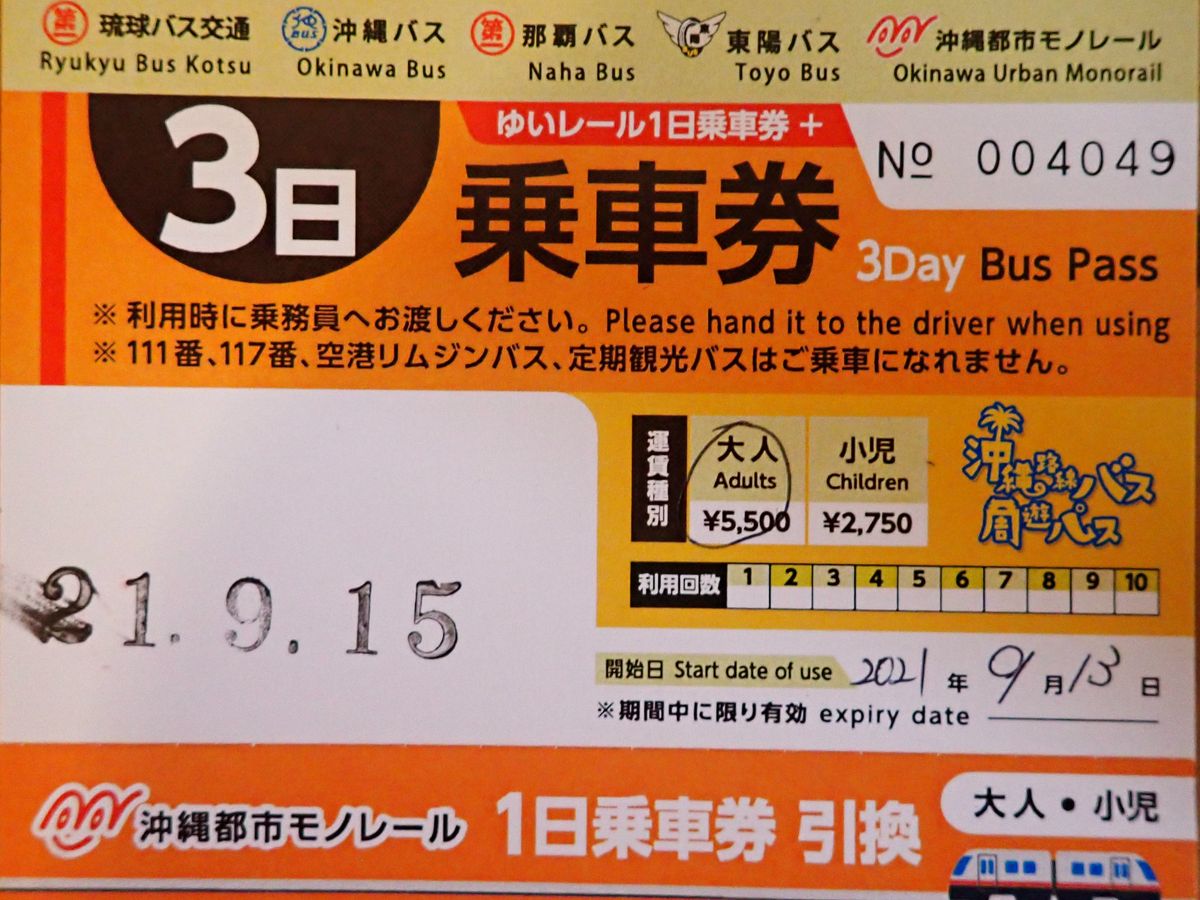 琉球バス交通 沖縄バス 那覇バス 東陽バス 沖縄都市モノレール
Ryukyu Bus Kotsu Okinawa Bus Naha Bus Toyo Bus Okinawa Urban Monorail
ゆいレール1日乗車券 +
3日 乗車券 3Day Bus Pass
№ 004049
※ 利用時に乗務員へお渡しください。 Please hand it to the driver when using
※ 111番、117番、空港リムジンバス、定期観光バスはご乗車になれません。
運賃種別
大人 小児
Adults Children
¥5,500 ¥2,750
沖縄路線バス
周遊パス
利用回数 1 2 3 4 5 6 7 8 9 10
21.9.15
開始日 Start date of use 2021 年 9 月 13 日
※期間中に限り有効 expiry date
沖縄都市モノレール 1日乗車券 引換
大人・小児